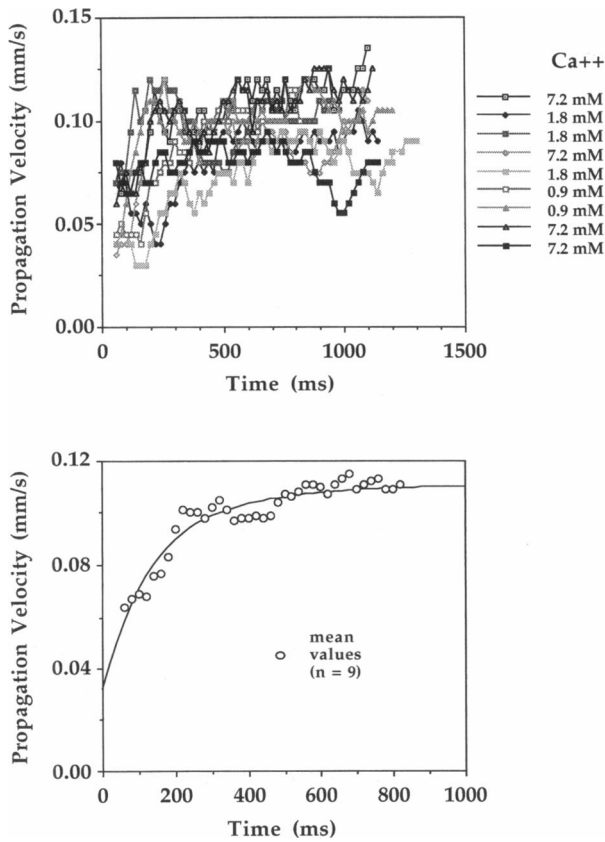 0.15
0.10
0.05
0.00
Propagation Velocity (mm/s)
0
500
1000
1500
Time (ms)
Ca++
7.2 mM
1.8 mM
1.8 mM
7.2 mM
1.8 mM
0.9 mM
0.9 mM
7.2 mM
7.2 mM
0.12
0.08
0.04
0.00
Propagation Velocity (mm/s)
mean
values
(n = 9)
0
200
400
600
800
1000
Time (ms)